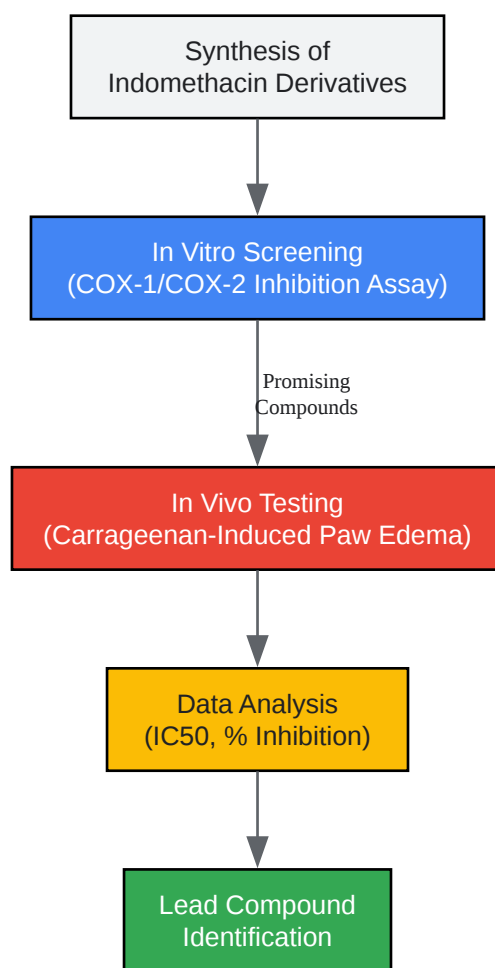 Synthesis of
Indomethacin Derivatives
In Vitro Screening
(COX-1/COX-2 Inhibition Assay)
Promising
Compounds
In Vivo Testing
(Carrageenan-Induced Paw Edema)
Data Analysis
(IC50, % Inhibition)
Lead Compound
Identification